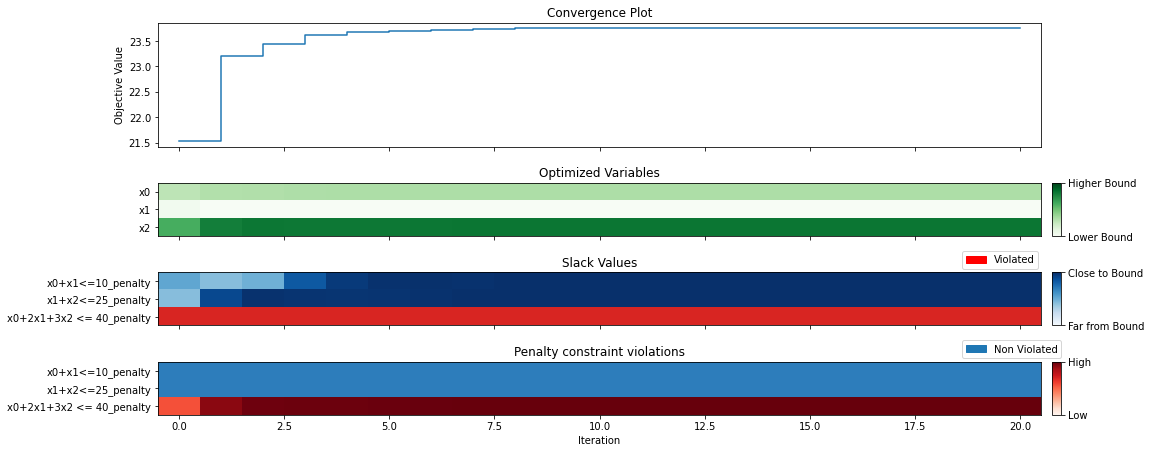 Convergence Plot
Objective Value
23.5
23.0
22.5
22.0
21.5
Optimized Variables
x0
x1
x2
Higher Bound
Lower Bound
Slack Values
Violated
x0+x1<=10_penalty
x1+x2<=25_penalty
x0+2x1+3x2 <= 40_penalty
Close to Bound
Far from Bound
Penalty constraint violations
Non Violated
x0+x1<=10_penalty
x1+x2<=25_penalty
x0+2x1+3x2 <= 40_penalty
High
Low
0.0 2.5 5.0 7.5 10.0 12.5 15.0 17.5 20.0
Iteration